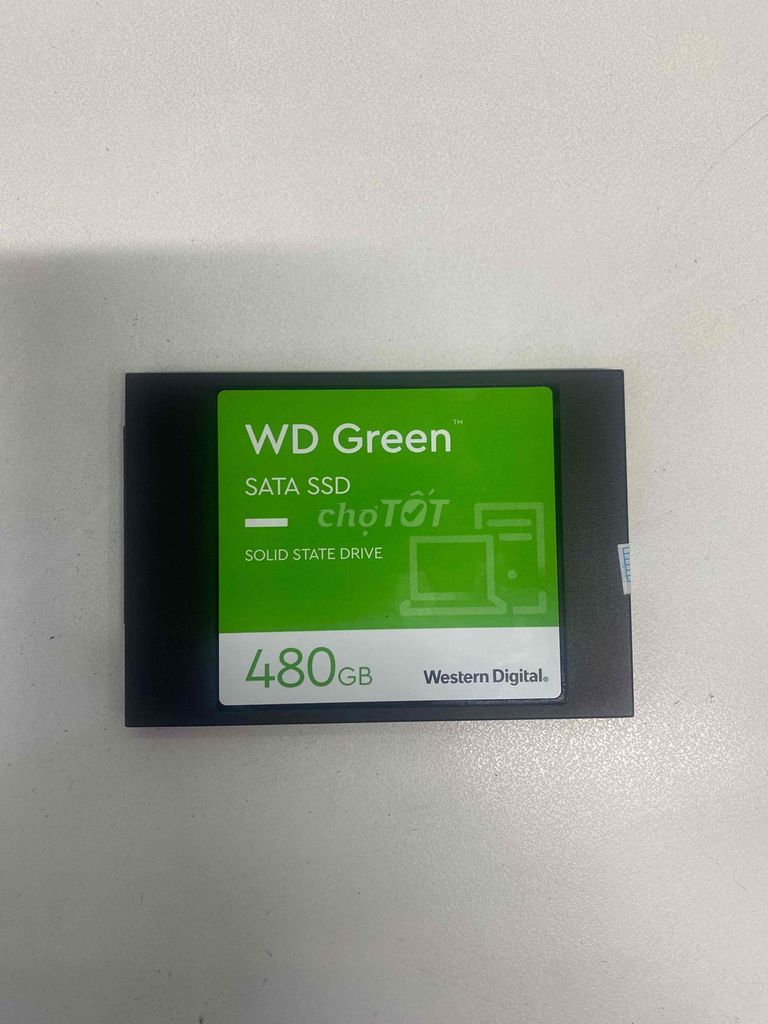 WD Green™
SATA SSD
chợTỐT
SOLID STATE DRIVE
480GB
Western Digital®